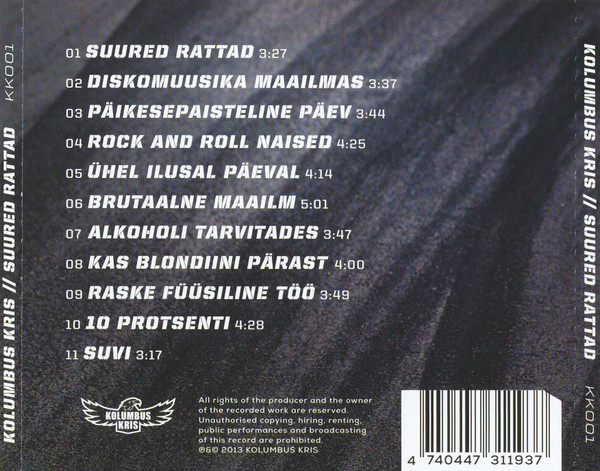 KOLUMBUS KRIS // SUURED RATTAD KK001
01 SUURED RATTAD 3:27
02 DISKOMUUSIKA MAAILMAS 3:37
03 PÄIKESEPAISTELINE PÄEV 3:44
04 ROCK AND ROLL NAISED 4:25
05 ÜHEL ILUSAL PÄEVAL 4:14
06 BRUTAALNE MAAILM 5:01
07 ALKOHOLI TARVITADES 3:47
08 KAS BLONDIINI PÄRAST 4:00
09 RASKE FÜÜSILINE TÖÖ 3:49
10 10 PROTSENTI 4:28
11 SUVI 3:17
KOLUMBUS
KRIS
All rights of the producer and the owner
of the recorded work are reserved.
Unauthorised copying, hiring, renting,
public performances and broadcasting
of this record are prohibited.
℗&© 2013 KOLUMBUS KRIS
4 740447 311937
KOLUMBUS KRIS // SUURED RATTAD KK001